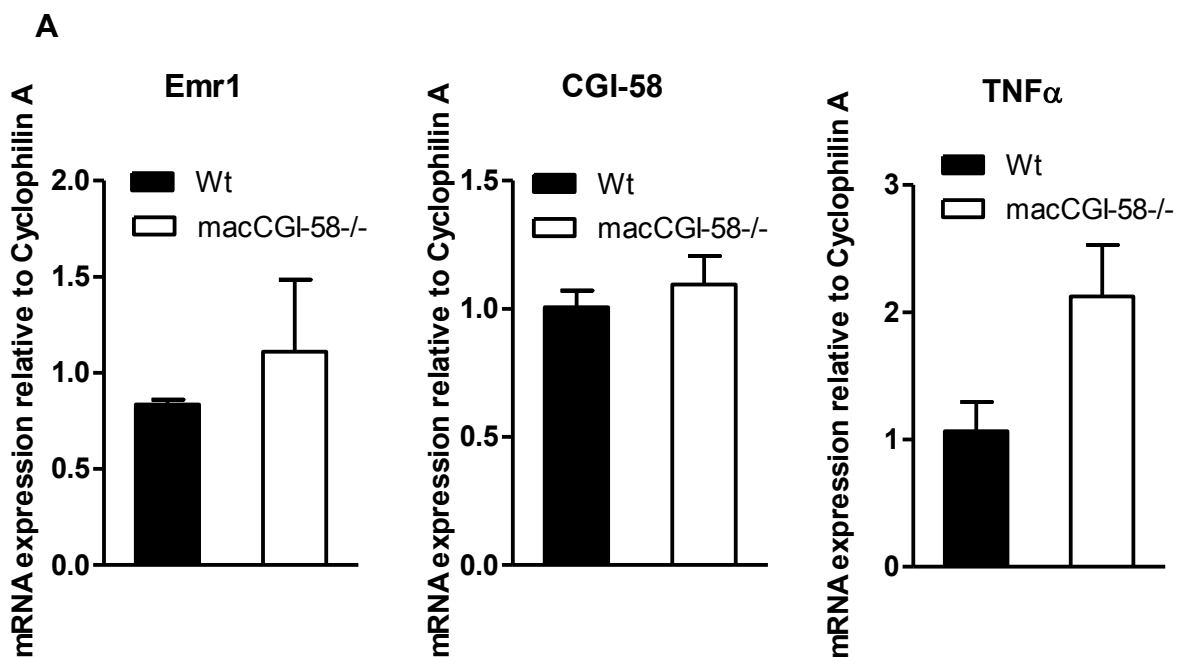 A
Emr1
mRNA expression relative to Cyclophilin A
2.0
1.5
1.0
0.5
0.0
Wt
macCGI-58-/-
CGI-58
mRNA expression relative to Cyclophilin A
1.5
1.0
0.5
0.0
Wt
macCGI-58-/-
TNFα
mRNA expression relative to Cyclophilin A
3
2
1
0
Wt
macCGI-58-/-